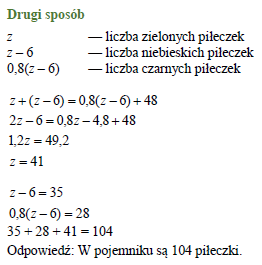 Drugi sposób
z — liczba zielonych piłeczek
z – 6 — liczba niebieskich piłeczek
0,8(z – 6) — liczba czarnych piłeczek
z + (z – 6) = 0,8(z – 6) + 48
2z – 6 = 0,8z – 4,8 + 48
1,2z = 49,2
z = 41
z – 6 = 35
0,8(z – 6) = 28
35 + 28 + 41 = 104
Odpowiedź: W pojemniku są 104 piłeczki.